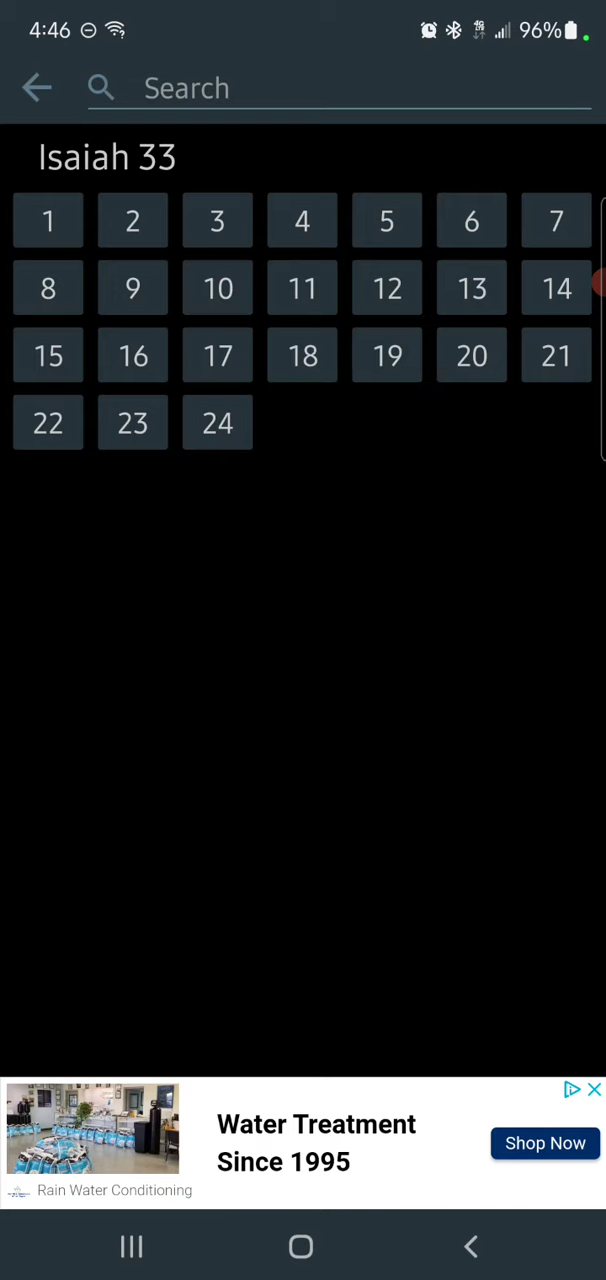 4:46 96%
Search
Isaiah 33
1 2 3 4 5 6 7
8 9 10 11 12 13 14
15 16 17 18 19 20 21
22 23 24
Water Treatment
Since 1995
Shop Now
Rain Water Conditioning